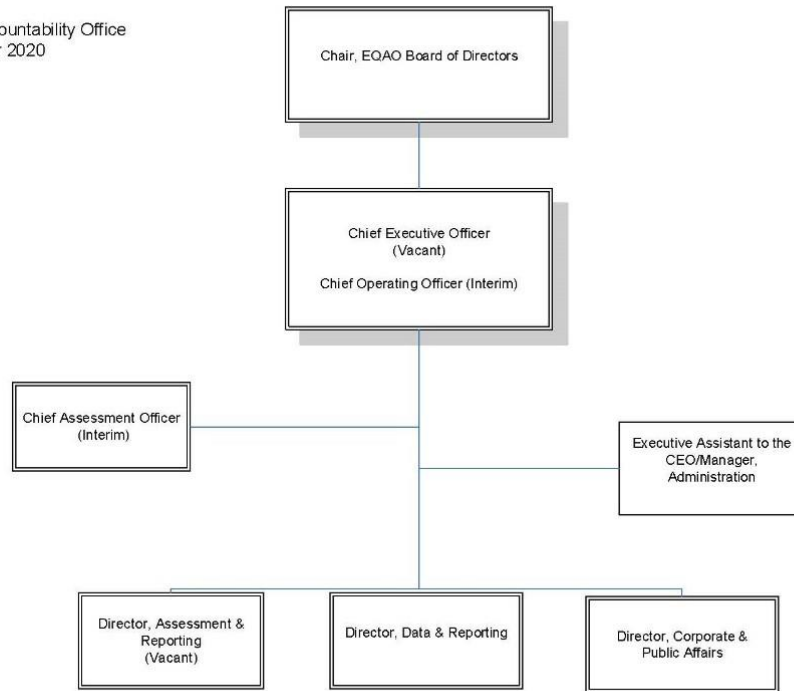 ountability Office
2020
Chair, EQAO Board of Directors
Chief Executive Officer
(Vacant)
Chief Operating Officer (Interim)
Chief Assessment Officer
(Interim)
Executive Assistant to the
CEO/Manager,
Administration
Director, Assessment &
Reporting
(Vacant)
Director, Data & Reporting
Director, Corporate &
Public Affairs